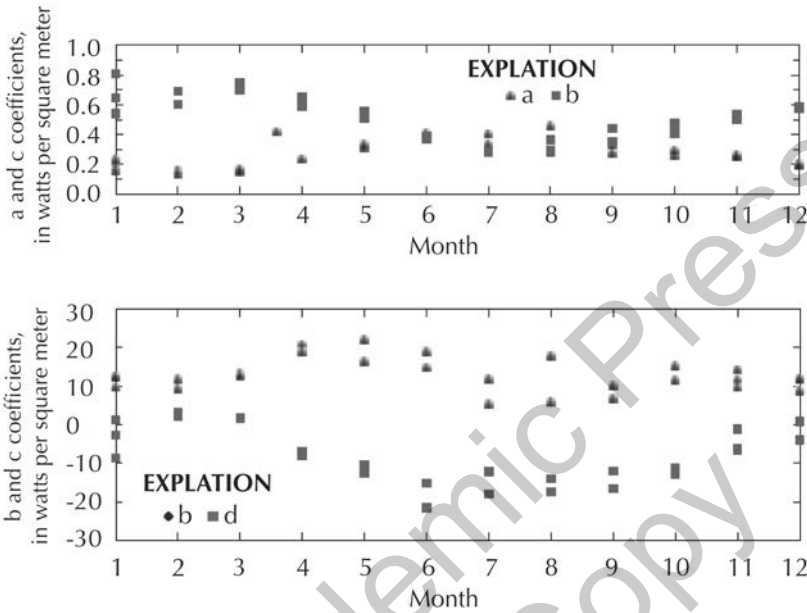 a and c coefficients,
in watts per square meter
1.0
0.8
0.6
0.4
0.2
0.0
EXPLATION
a b
1 2 3 4 5 6 7 8 9 10 11 12
Month
b and c coefficients,
in watts per square meter
30
20
10
0
-10
-20
-30
EXPLATION
b d
1 2 3 4 5 6 7 8 9 10 11 12
Month
demic Press
opy